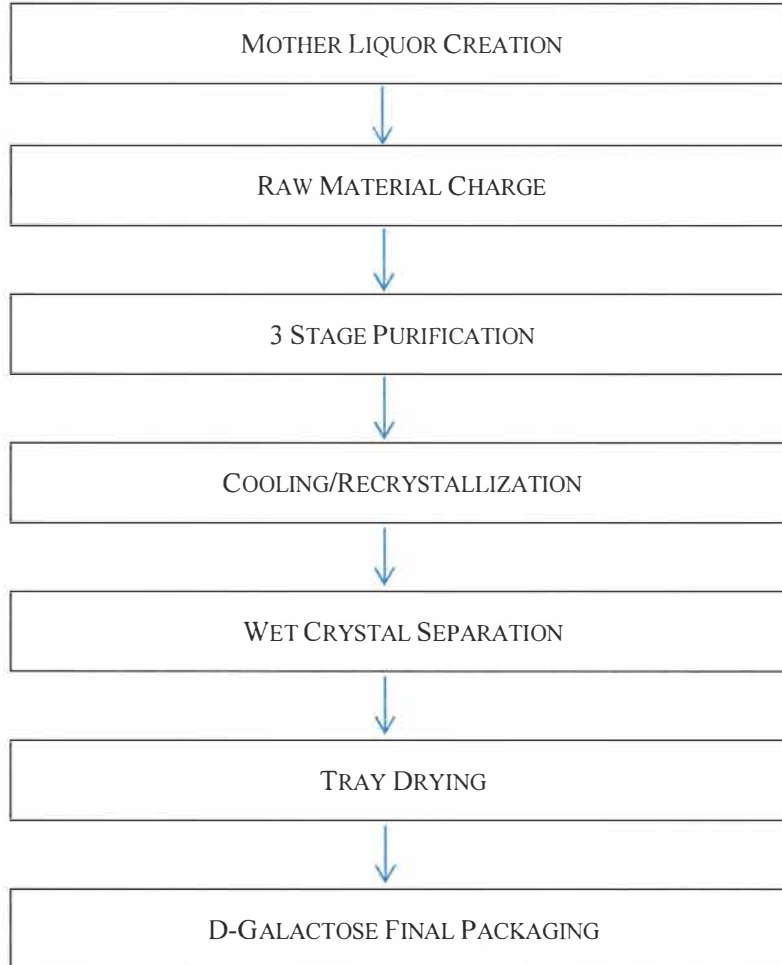 MOTHER LIQUOR CREATION
RAW MATERIAL CHARGE
3 STAGE PURIFICATION
COOLING/RECRYSTALLIZATION
WET CRYSTAL SEPARATION
TRAY DRYING
D-GALACTOSE FINAL PACKAGING